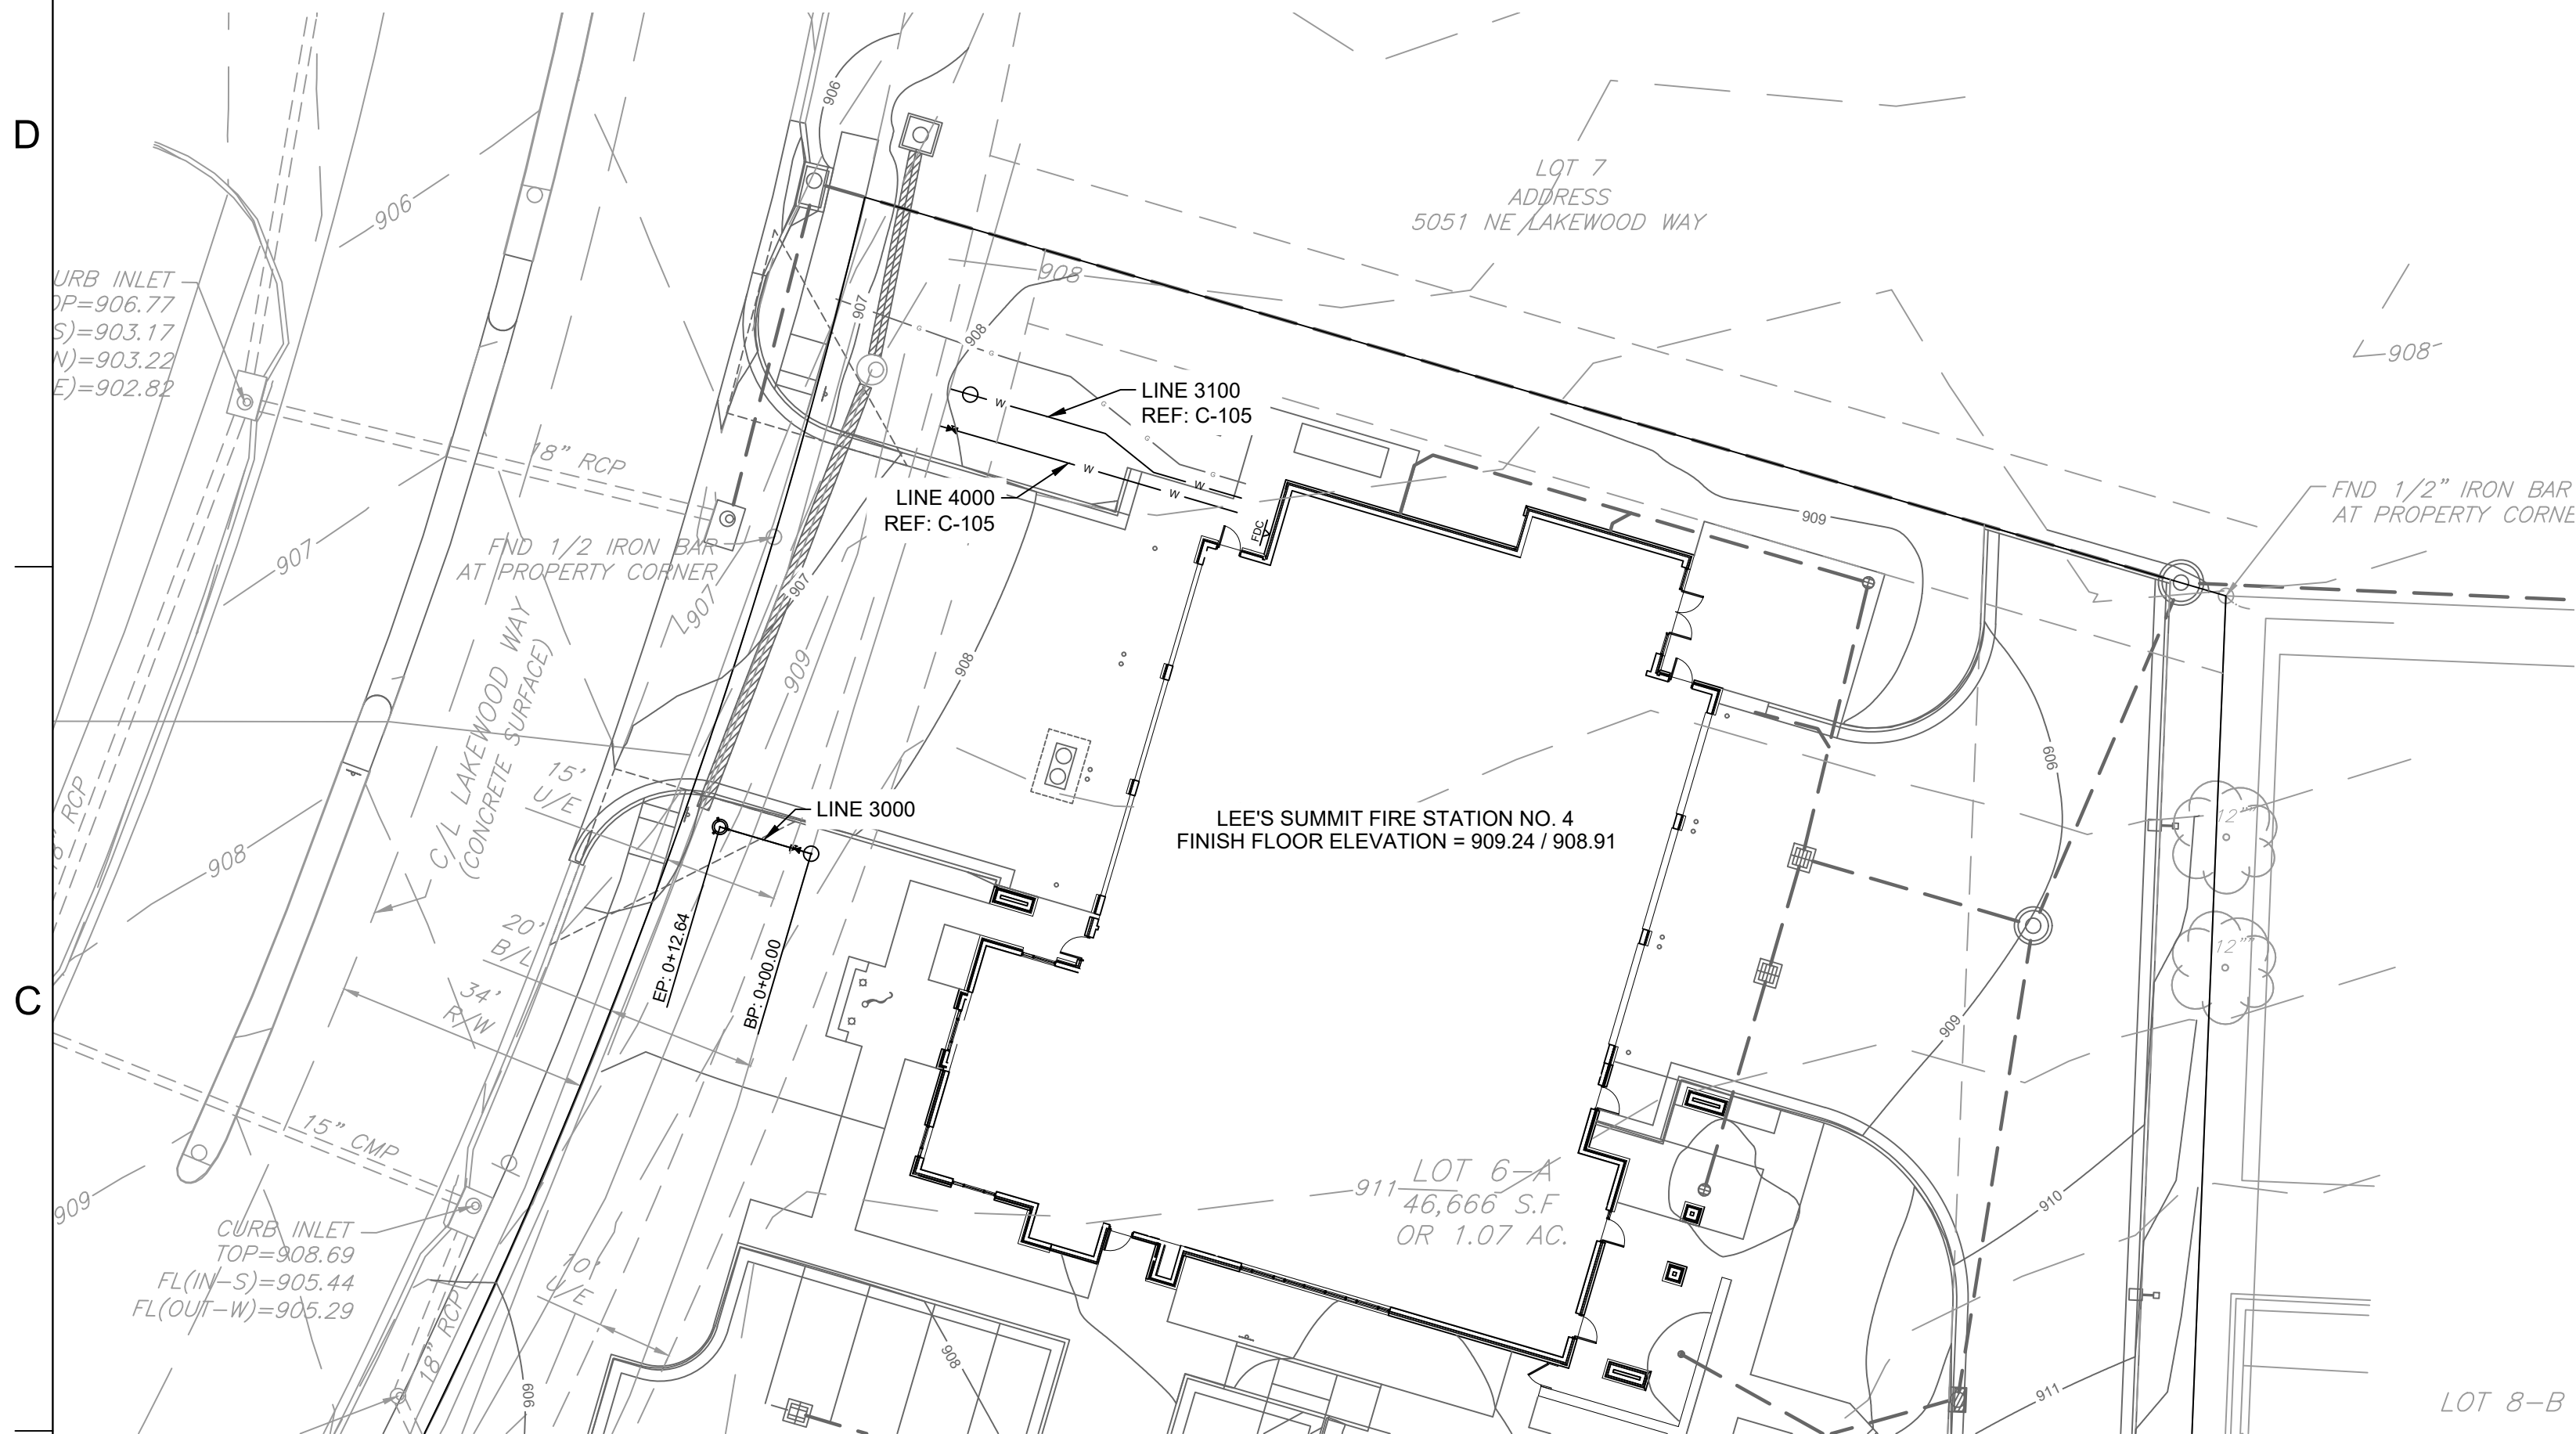 D
906
906
LOT 7
ADDRESS
5051 NE LAKEWOOD WAY
908
URB INLET
OP=906.77
S)=903.17
N)=903.22
E)=902.82
907
908
G
G
G
G
G
908
LINE 3100
REF: C-105
W
W
W
W
18" RCP
LINE 4000
REF: C-105
FDC
909
FND 1/2" IRON BAR
AT PROPERTY CORNE
FND 1/2 IRON BAR
AT PROPERTY CORNER
907
907
907
C/L LAKEWOOD WAY
(CONCRETE SURFACE)
909
908
909
15'
U/E
RCP
LINE 3000
LEE'S SUMMIT FIRE STATION NO. 4
FINISH FLOOR ELEVATION = 909.24 / 908.91
12"
908
20'
B/L
EP: 0+12.64
BP: 0+00.00
12"
C
34'
R/W
909
15" CMP
911
LOT 6-A
46,666 S.F
OR 1.07 AC.
909
910
CURB INLET
TOP=908.69
FL(IN-S)=905.44
FL(OUT-W)=905.29
10'
U/E
18" RCP
909
908
911
LOT 8-B